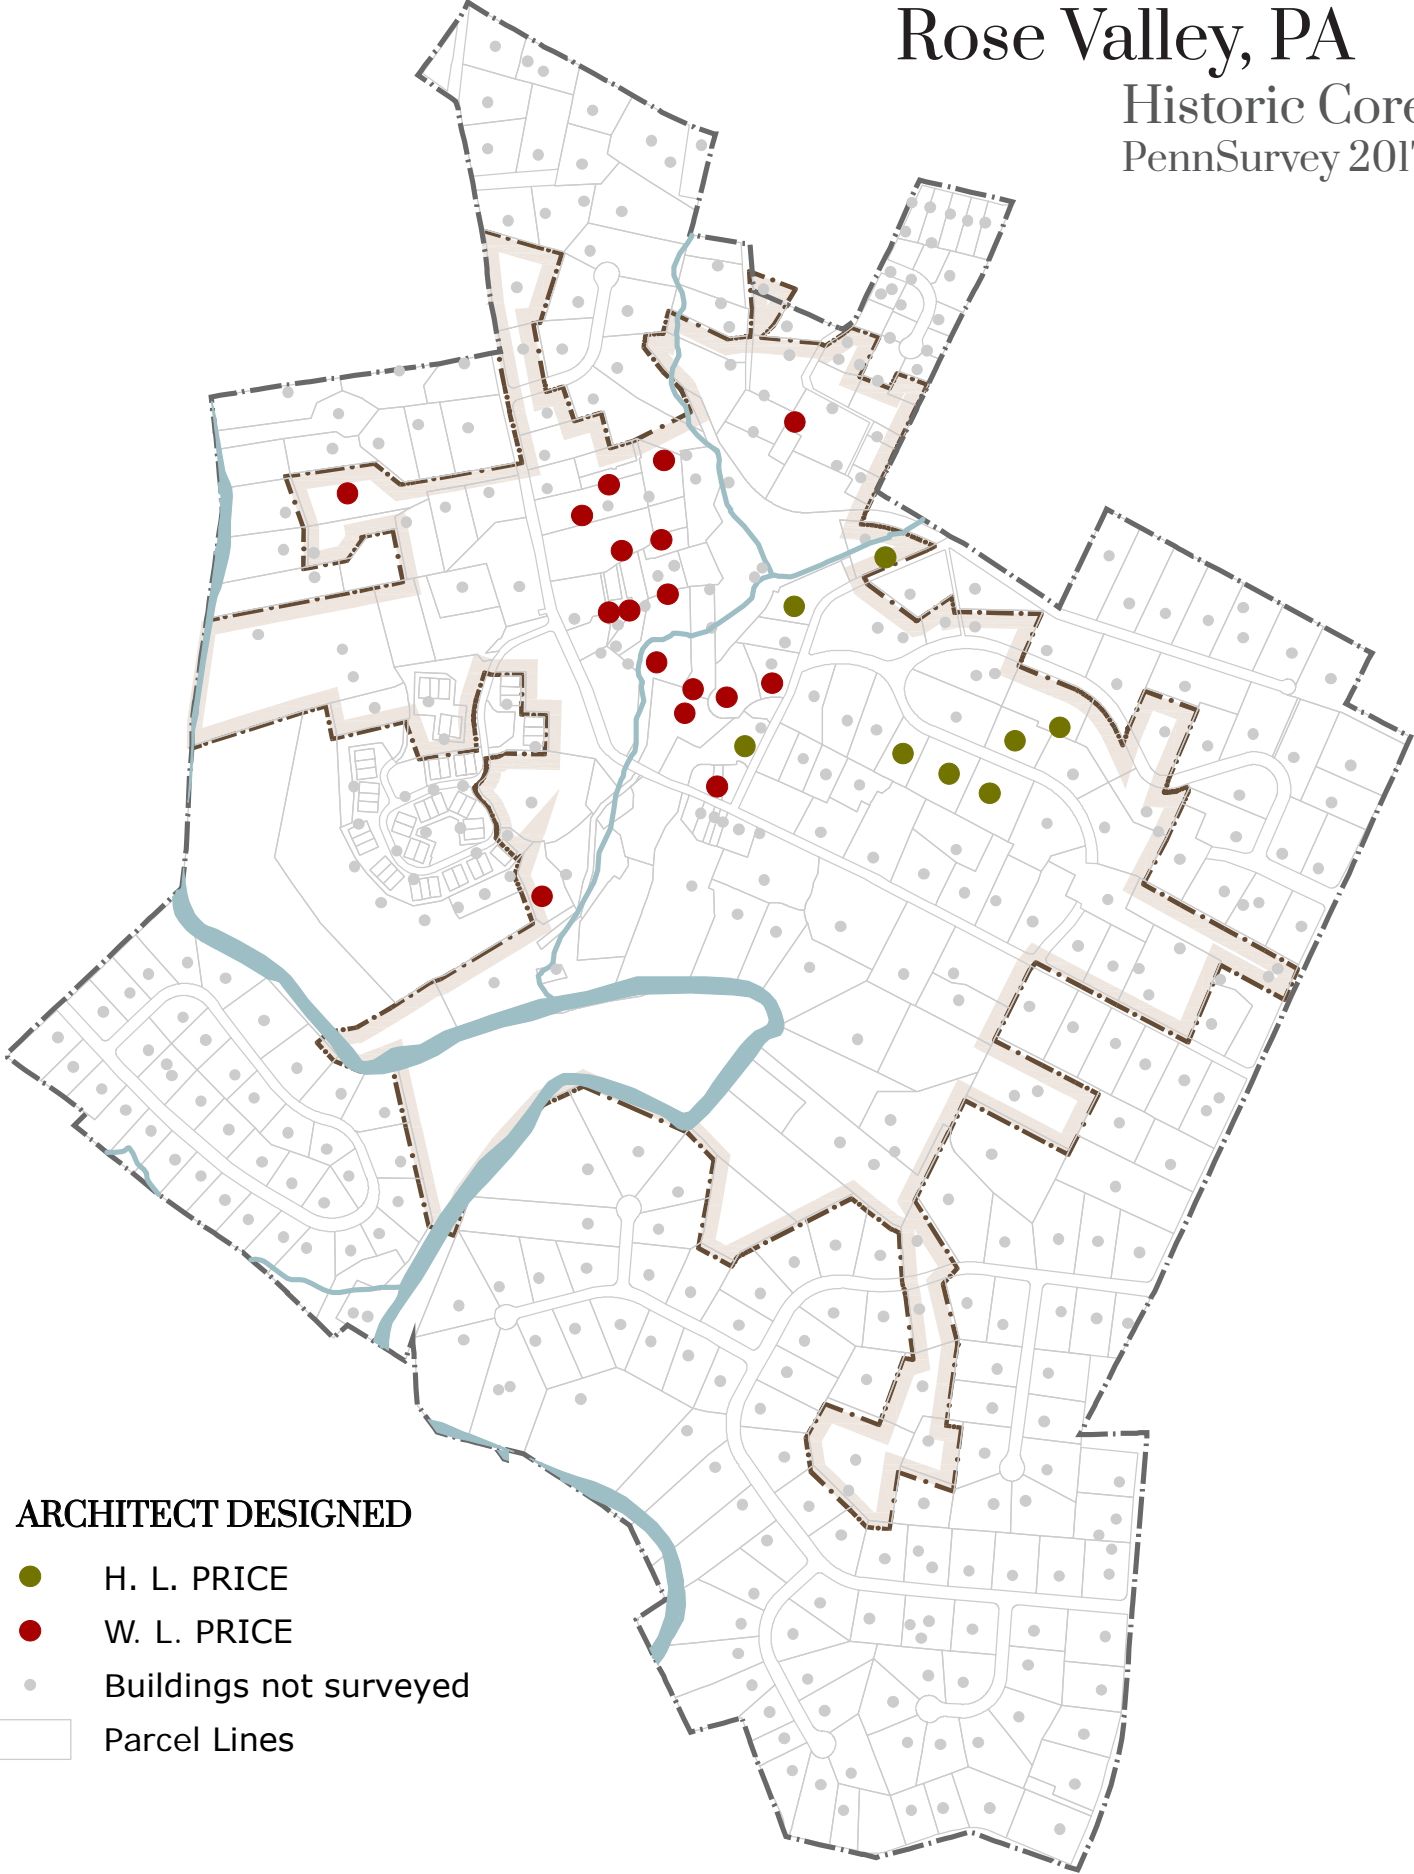 Rose Valley, PA
Historic Core
PennSurvey 201
ARCHITECT DESIGNED
H. L. PRICE
W. L. PRICE
Buildings not surveyed
Parcel Lines